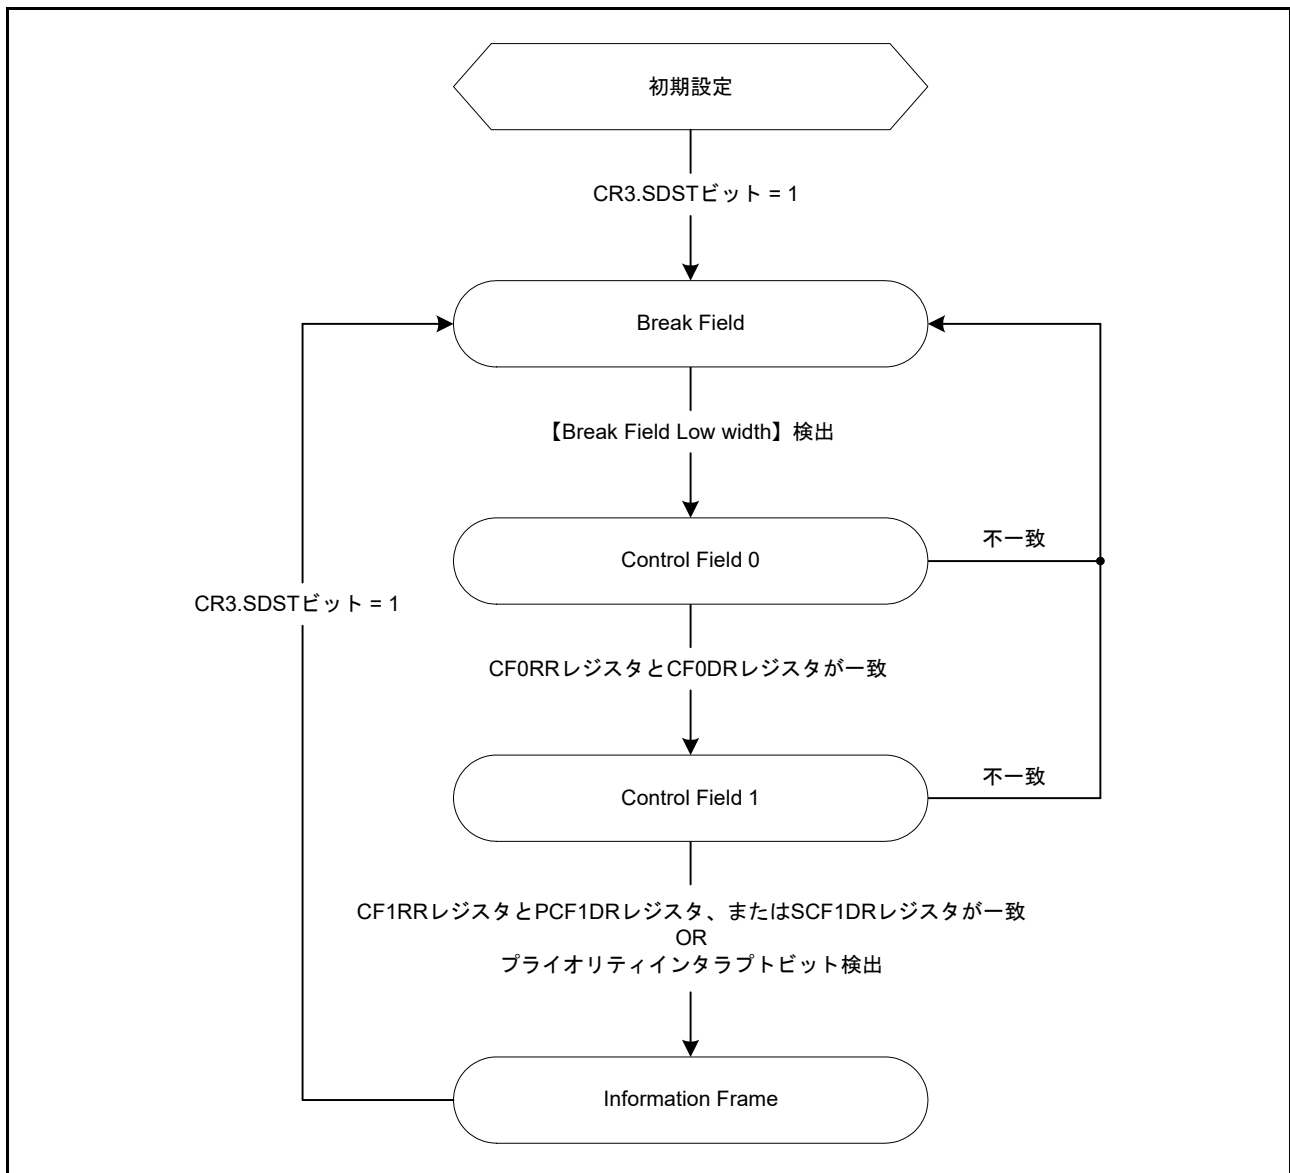 初期設定
CR3.SDSTビット = 1
Break Field
【Break Field Low width】検出
Control Field 0
不一致
CR3.SDSTビット = 1
CF0RRレジスタとCF0DRレジスタが一致
Control Field 1
不一致
CF1RRレジスタとPCF1DRレジスタ、またはSCF1DRレジスタが一致
OR
プライオリティインタラプトビット検出
Information Frame